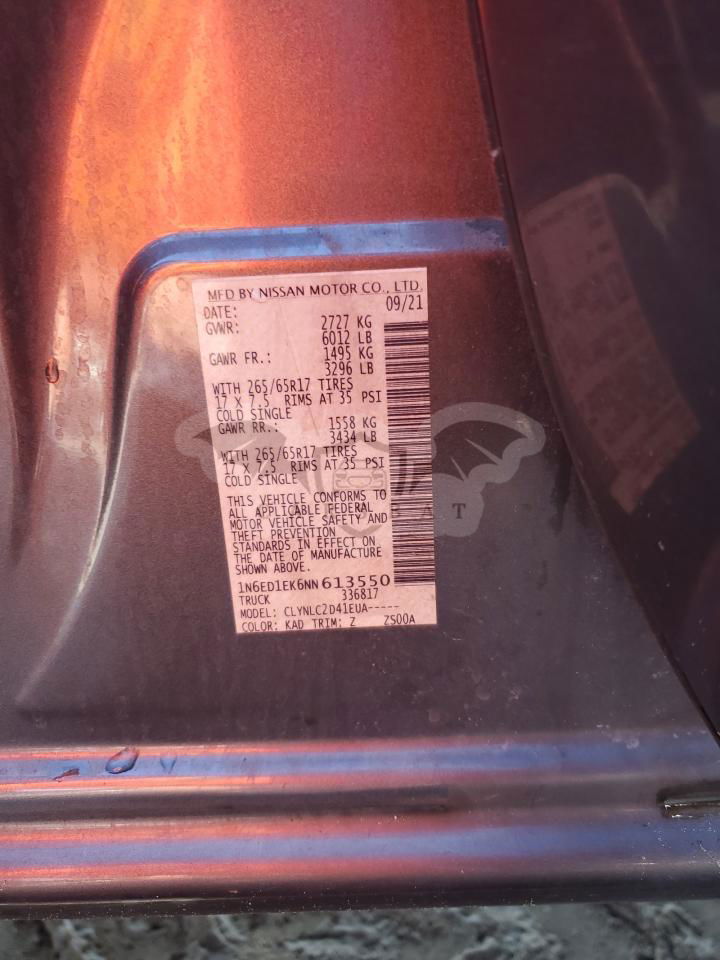 MFD BY NISSAN MOTOR CO., LTD.
DATE: 09/21
GVWR: 2727 KG
6012 LB
GAWR FR.: 1495 KG
3296 LB
WITH 265/65R17 TIRES
17 X 7.5 RIMS AT 35 PSI
COLD SINGLE
GAWR RR.: 1558 KG
3434 LB
WITH 265/65R17 TIRES
17 X 7.5 RIMS AT 35 PSI
COLD SINGLE
THIS VEHICLE CONFORMS TO
ALL APPLICABLE FEDERAL
MOTOR VEHICLE SAFETY AND
THEFT PREVENTION
STANDARDS IN EFFECT ON
THE DATE OF MANUFACTURE
SHOWN ABOVE.
1N6ED1EK6NN613550
TRUCK 336817
MODEL: CLYNLC2D41EUA-----
COLOR: KAD TRIM: Z ZS00A